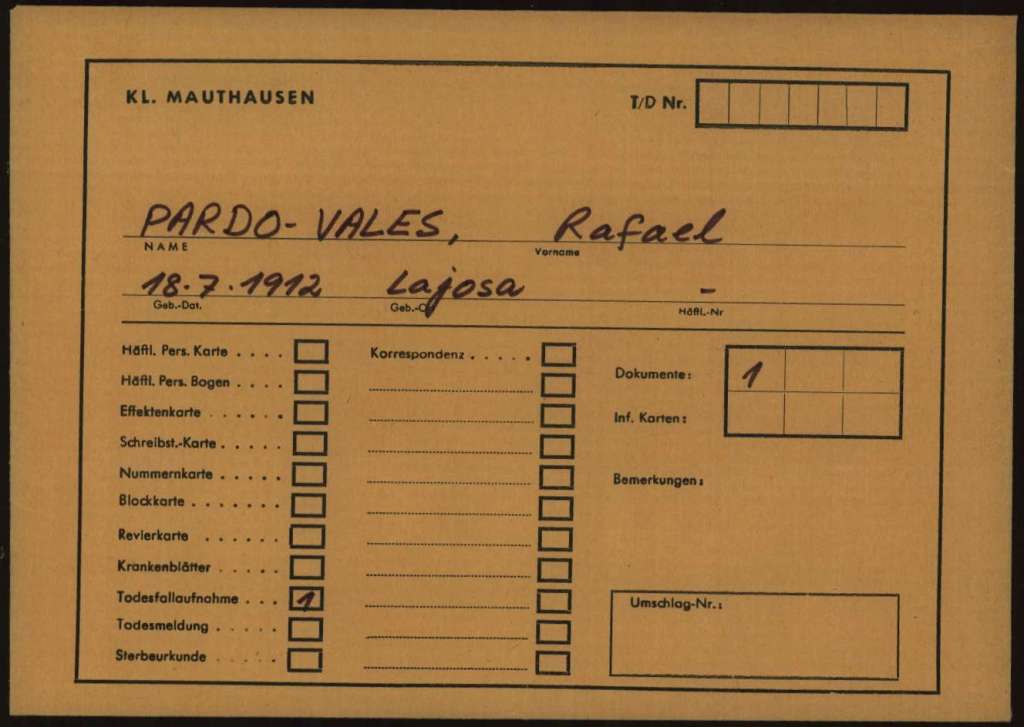 KL. MAUTHAUSEN
T/D Nr.
PARDO-VALES, Rafael
NAME Vorname
18.7.1912 Lajosa -
Geb.-Dat. Geb.-O Häftl.-Nr
Häftl. Pers. Karte . . . . Korrespondenz . . . . .
Häftl. Pers. Bogen . . . .
Dokumente: 1
Effektenkarte . . . . . .
Inf. Karten:
Schreibst.-Karte . . . . .
Nummernkarte . . . . .
Bemerkungen:
Blockkarte . . . . . . .
Revierkarte . . . . . .
Krankenblätter . . . . .
Todesfallaufnahme . . . 1
Umschlag-Nr.:
Todesmeldung . . . . .
Sterbeurkunde . . . . .